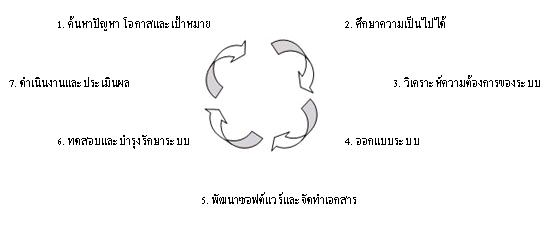 1. ค้นหาปัญหา โอกาสและเป้าหมาย
2. ศึกษาความเป็นไปได้
3. วิเคราะห์ความต้องการของระบบ
4. ออกแบบระบบ
5. พัฒนาซอฟต์แวร์และจัดทำเอกสาร
6. ทดสอบและบำรุงรักษาระบบ
7. ดำเนินงานและประเมินผล